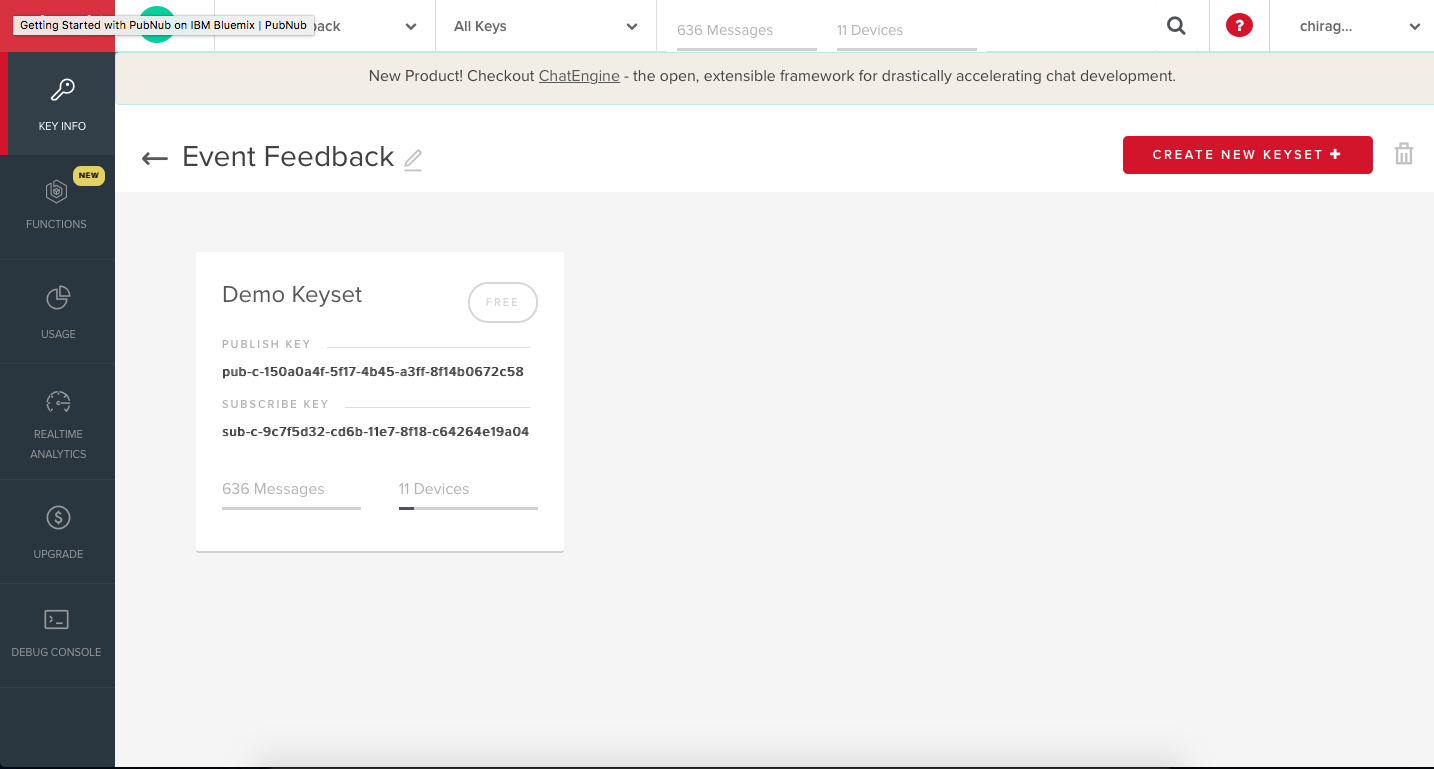 Getting Started with PubNub on IBM Bluemix | PubNub
back
All Keys
636 Messages
11 Devices
?
chirag...
New Product! Checkout ChatEngine - the open, extensible framework for drastically accelerating chat development.
KEY INFO
Event Feedback
CREATE NEW KEYSET +
NEW
FUNCTIONS
USAGE
REALTIME
ANALYTICS
UPGRADE
DEBUG CONSOLE
Demo Keyset
FREE
PUBLISH KEY
pub-c-150a0a4f-5f17-4b45-a3ff-8f14b0672c58
SUBSCRIBE KEY
sub-c-9c7f5d32-cd6b-11e7-8f18-c64264e19a04
636 Messages
11 Devices